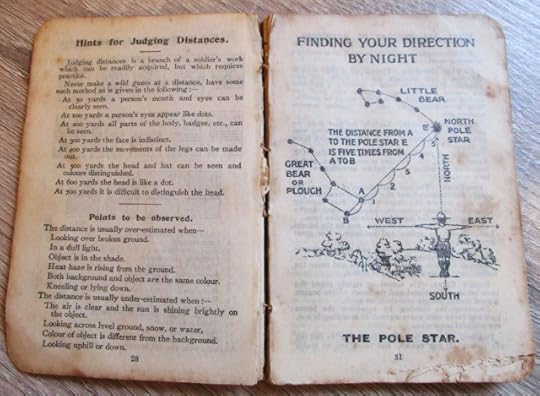 Hints for Judging Distances.
Judging distances is a branch of a soldier's work
which can be readily acquired, but which requires
practice.
Never make a wild guess at a distance, have some
such method as is given in the following :—
At 50 yards a person's mouth and eyes can be
clearly seen.
At 100 yards a person's eyes appear like dots.
At 200 yards all parts of the body, badges, etc., can
be seen.
At 300 yards the face is indistinct.
At 400 yards the movements of the legs can be made
out.
At 500 yards the head and hat can be seen and
colours distinguished.
At 600 yards the head is like a dot.
At 700 yards it is difficult to distinguish the head.
Points to be observed.
The distance is usually over-estimated when—
Looking over broken ground.
In a dull light.
Object is in the shade.
Heat haze is rising from the ground.
Both background and object are the same colour.
Kneeling or lying down.
The distance is usually under-estimated when :—
The air is clear and the sun is shining brightly on
the object.
Looking across level ground, snow, or water,
Colour of object is different from the background.
Looking uphill or down.
28
FINDING YOUR DIRECTION
BY NIGHT
LITTLE
BEAR
E
NORTH
POLE
STAR
THE DISTANCE FROM A
TO THE POLE STAR E
IS FIVE TIMES FROM
A TO B
5
4
3
2
1
GREAT
BEAR
OR
PLOUGH
A
B
NORTH
WEST
EAST
SOUTH
THE POLE STAR.
31